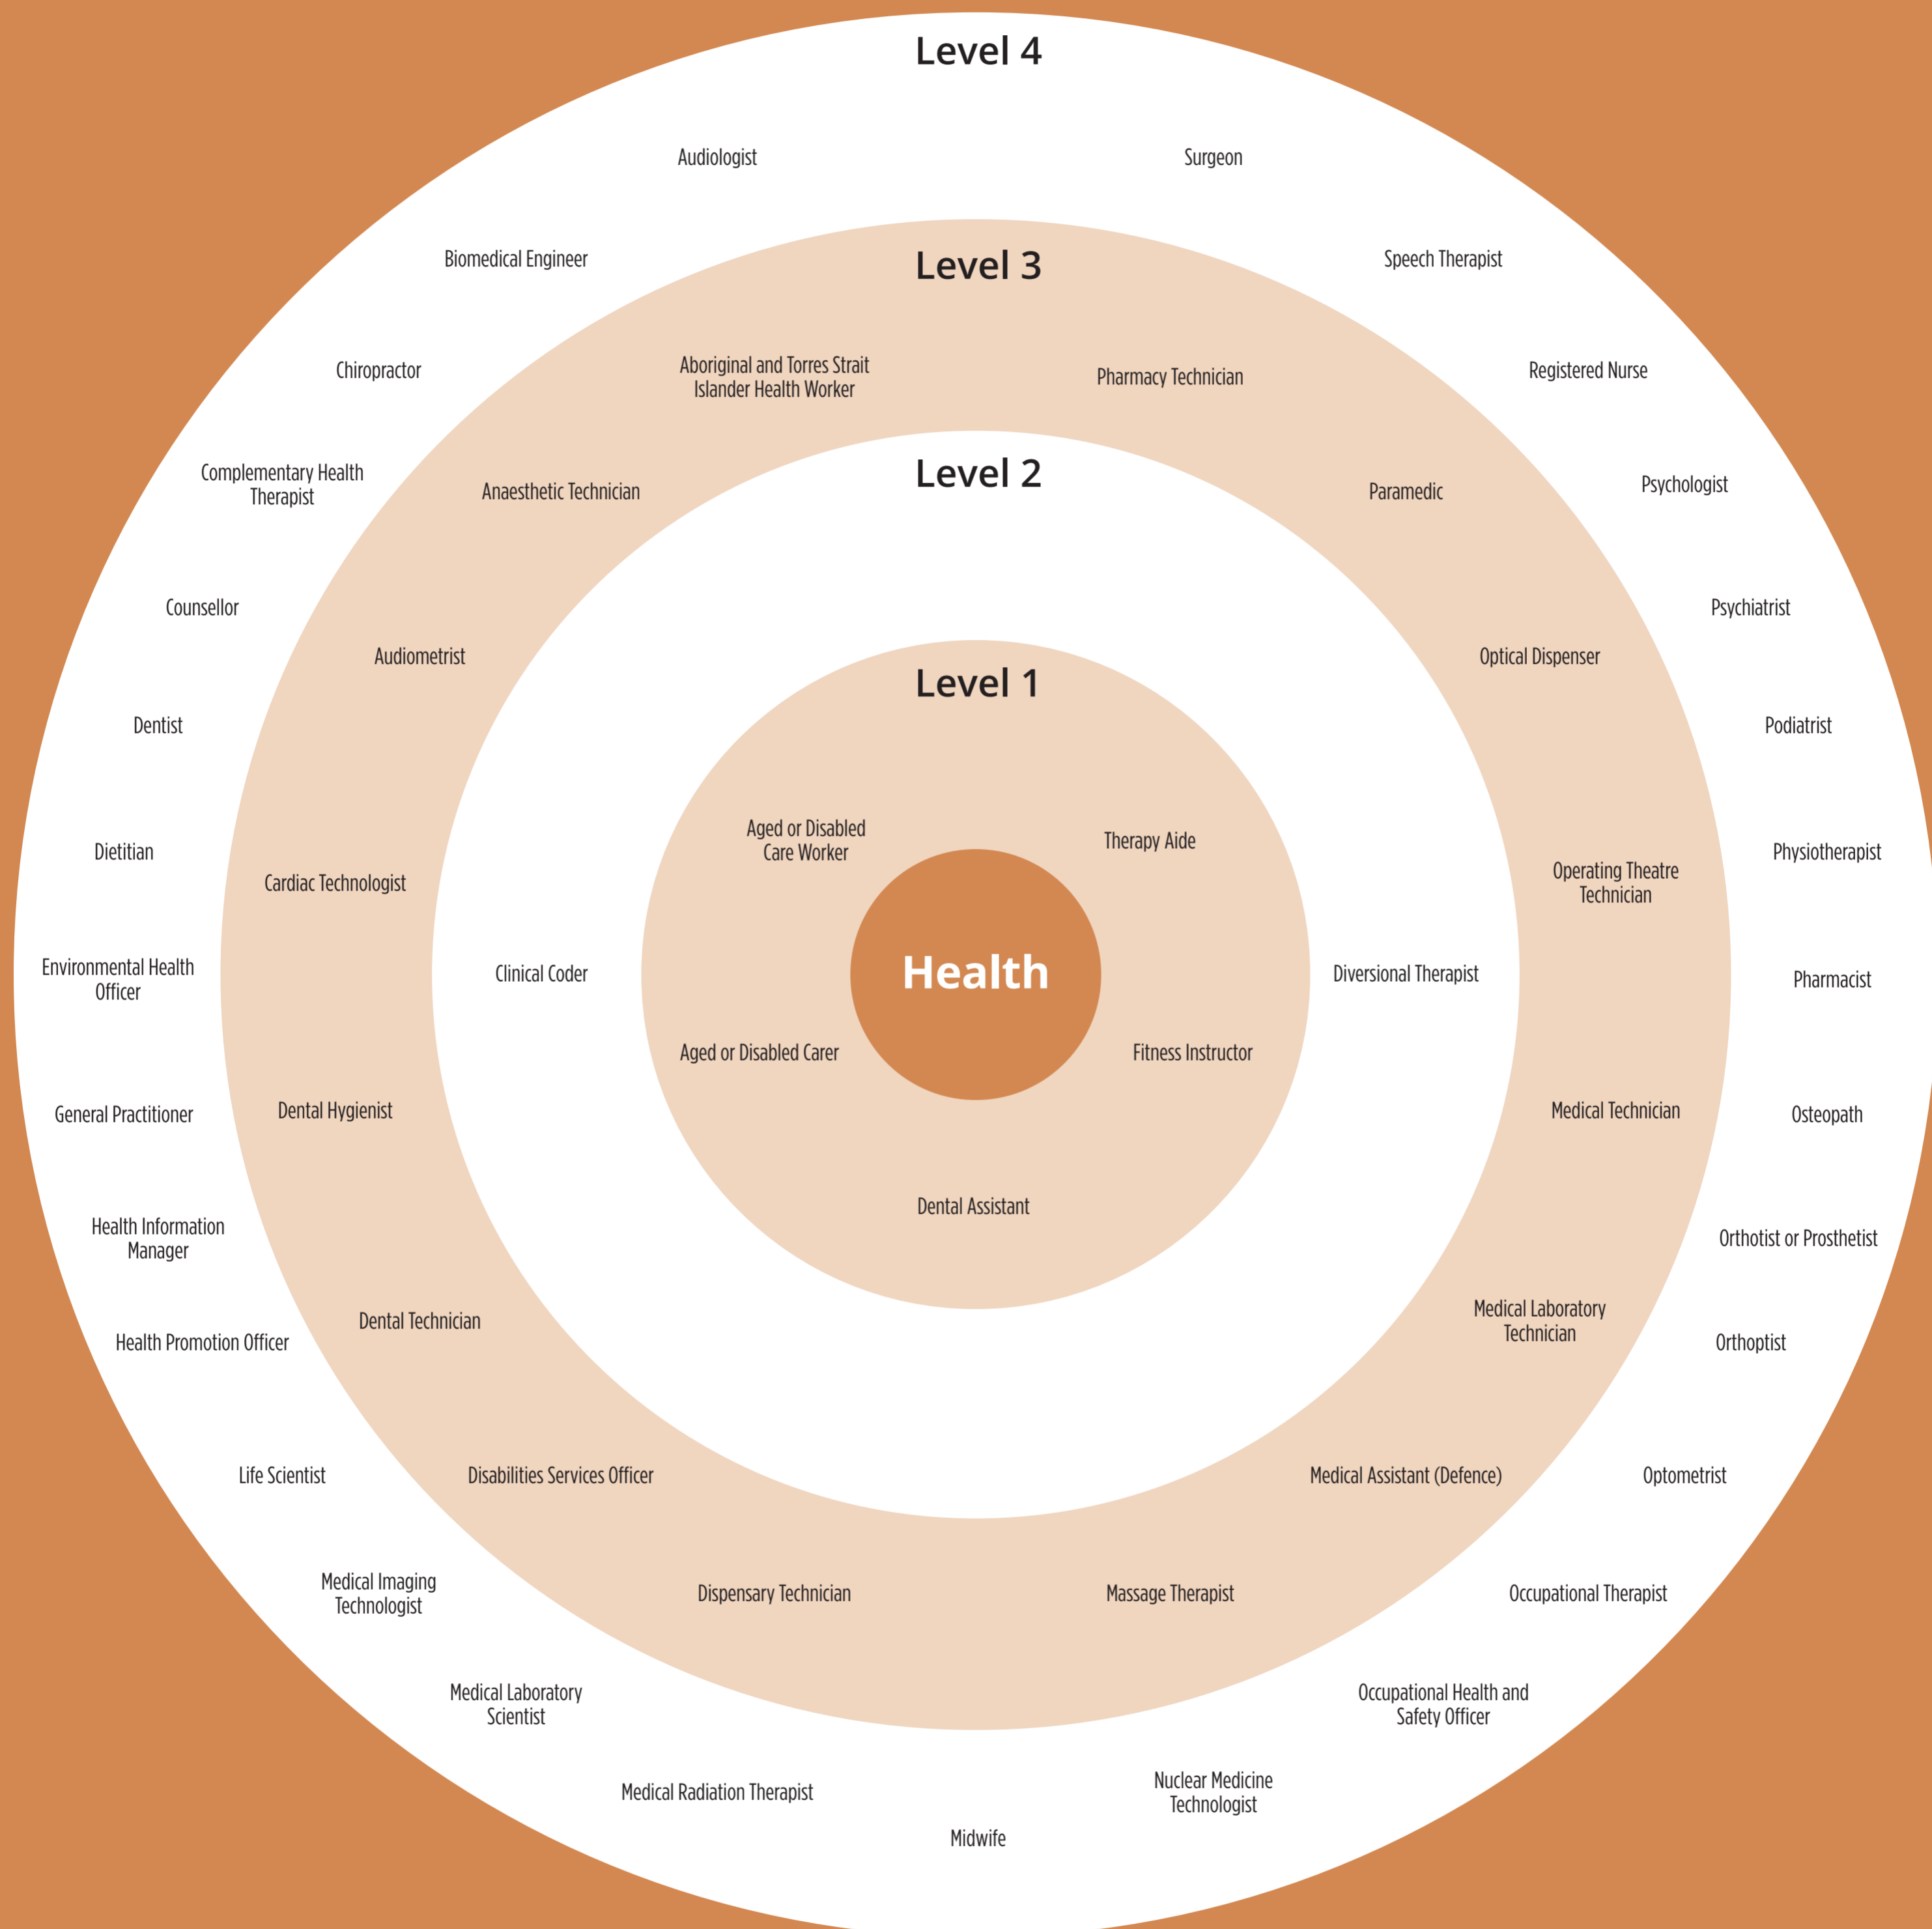 Level 4
Audiologist
Surgeon
Biomedical Engineer
Level 3
Speech Therapist
Chiropractor
Aboriginal and Torres Strait
Islander Health Worker
Pharmacy Technician
Registered Nurse
Complementary Health
Therapist
Anaesthetic Technician
Level 2
Paramedic
Psychologist
Counsellor
Psychiatrist
Audiometrist
Level 1
Optical Dispenser
Dentist
Podiatrist
Aged or Disabled
Care Worker
Therapy Aide
Dietitian
Physiotherapist
Cardiac Technologist
Operating Theatre
Technician
Environmental Health
Officer
Clinical Coder
Health
Diversional Therapist
Pharmacist
Aged or Disabled Carer
Fitness Instructor
General Practitioner
Dental Hygienist
Medical Technician
Osteopath
Dental Assistant
Health Information
Manager
Orthotist or Prosthetist
Dental Technician
Medical Laboratory
Technician
Health Promotion Officer
Orthoptist
Life Scientist
Disabilities Services Officer
Medical Assistant (Defence)
Optometrist
Medical Imaging
Technologist
Dispensary Technician
Massage Therapist
Occupational Therapist
Medical Laboratory
Scientist
Occupational Health and
Safety Officer
Medical Radiation Therapist
Nuclear Medicine
Technologist
Midwife